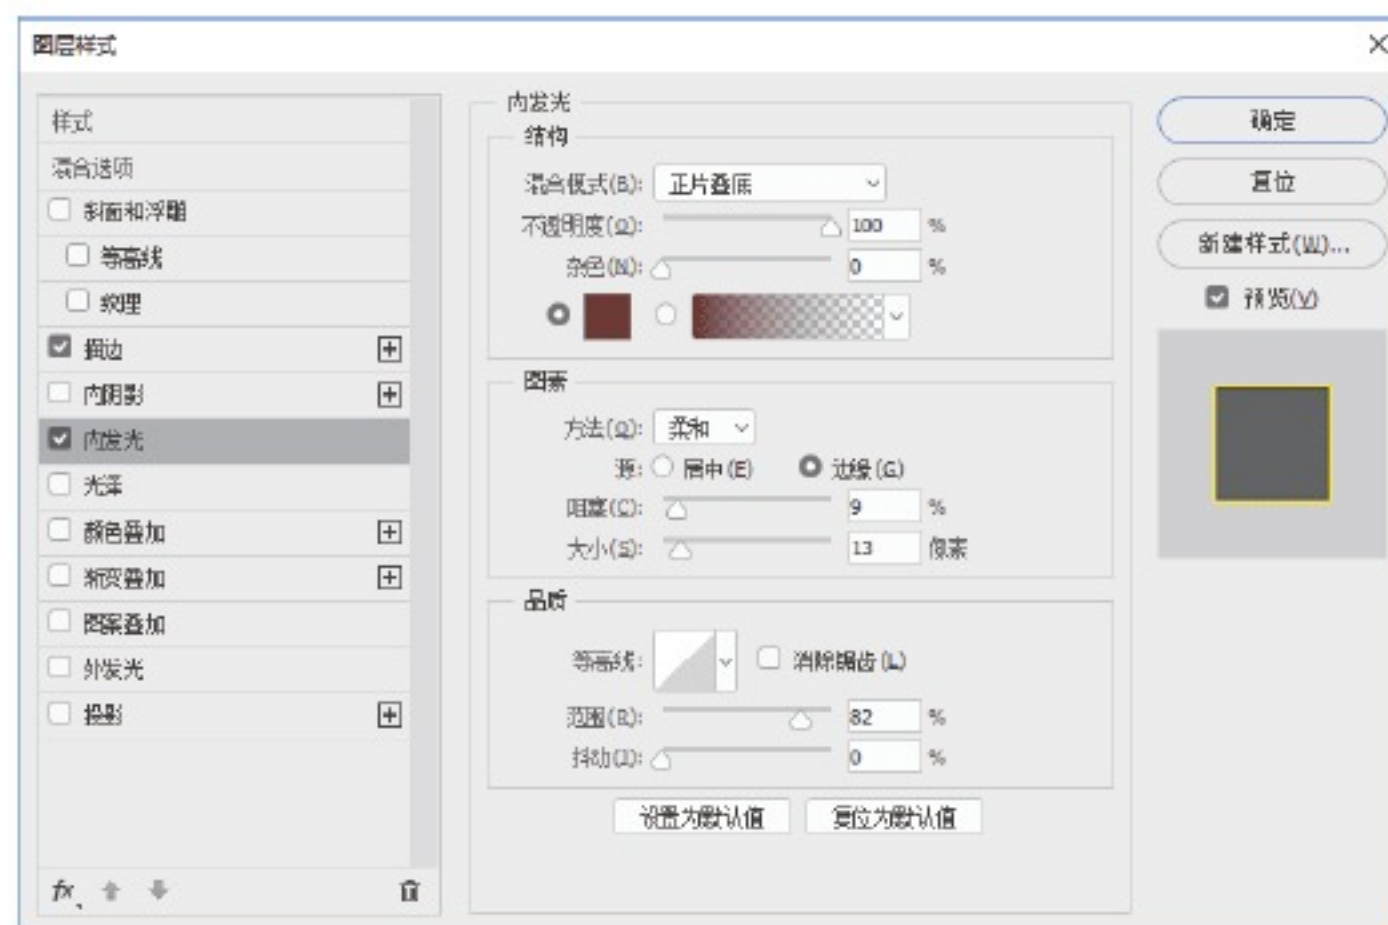 图层样式
样式
混合选项
斜面和浮雕
等高线
纹理
描边
内阴影
内发光
光泽
颜色叠加
渐变叠加
图案叠加
外发光
投影
fx
内发光
结构
混合模式(B): 正片叠底
不透明度(O): 100 %
杂色(N): 0 %
图素
方法(Q): 柔和
源: 居中(E) 边缘(G)
阻塞(C): 9 %
大小(S): 13 像素
品质
等高线: 消除锯齿(L)
范围(R): 82 %
抖动(J): 0 %
设置为默认值 复位为默认值
确定
复位
新建样式(W)...
预览(V)